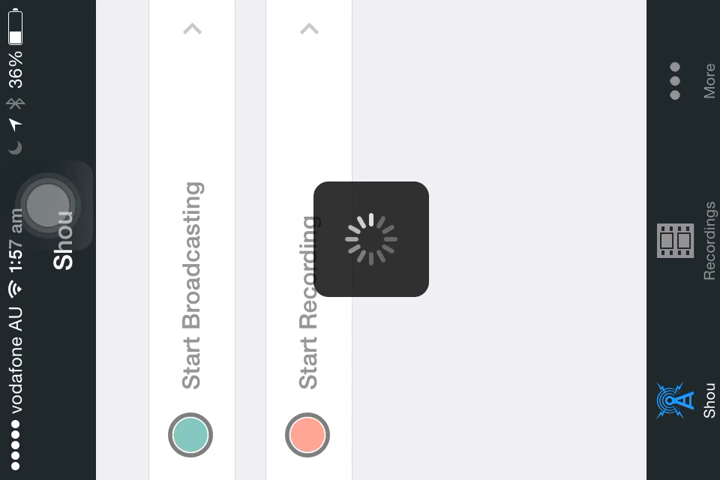 vodafone AU 1:57 am 36%
Shou
Start Broadcasting
Start Recording
Shou Recordings More